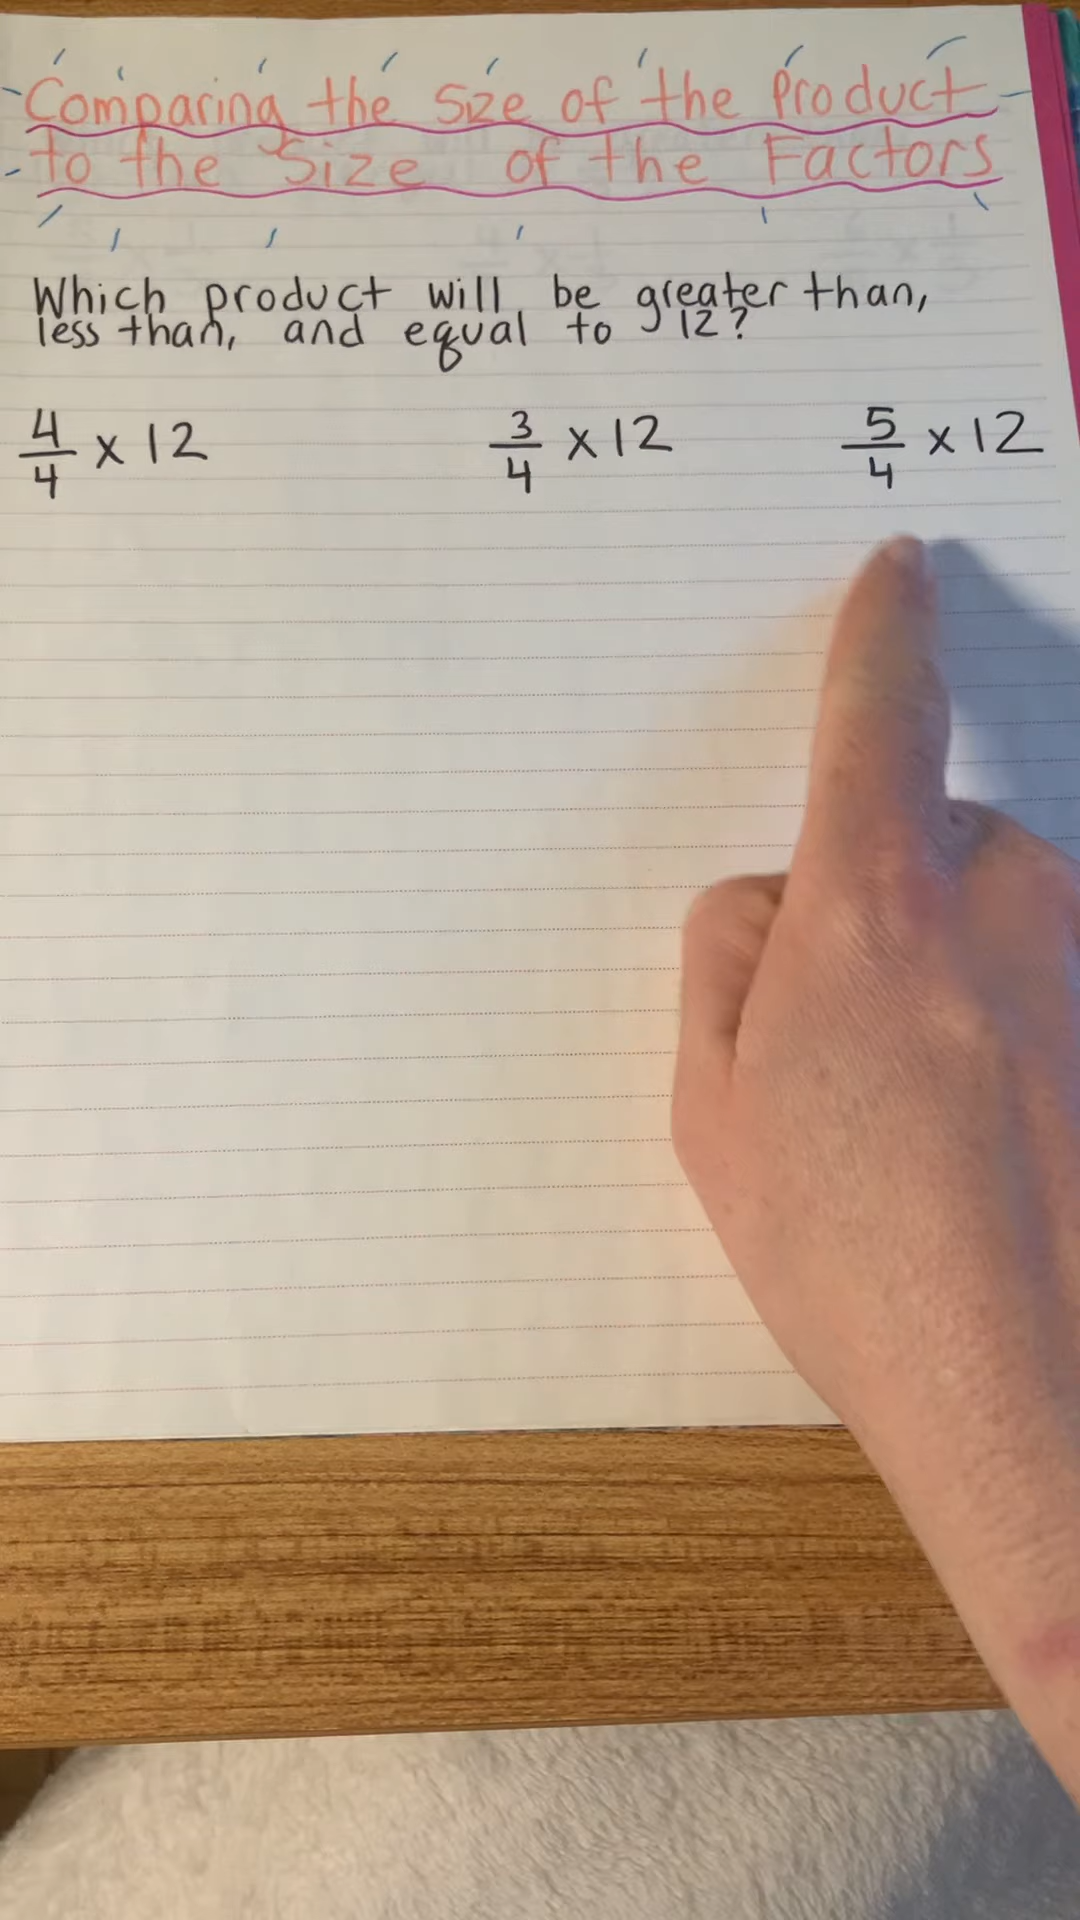 Comparing the Size of the Product
to the Size of the Factors
Which product will be greater than,
less than, and equal to 12?
4/4 x 12 3/4 x 12 5/4 x 12